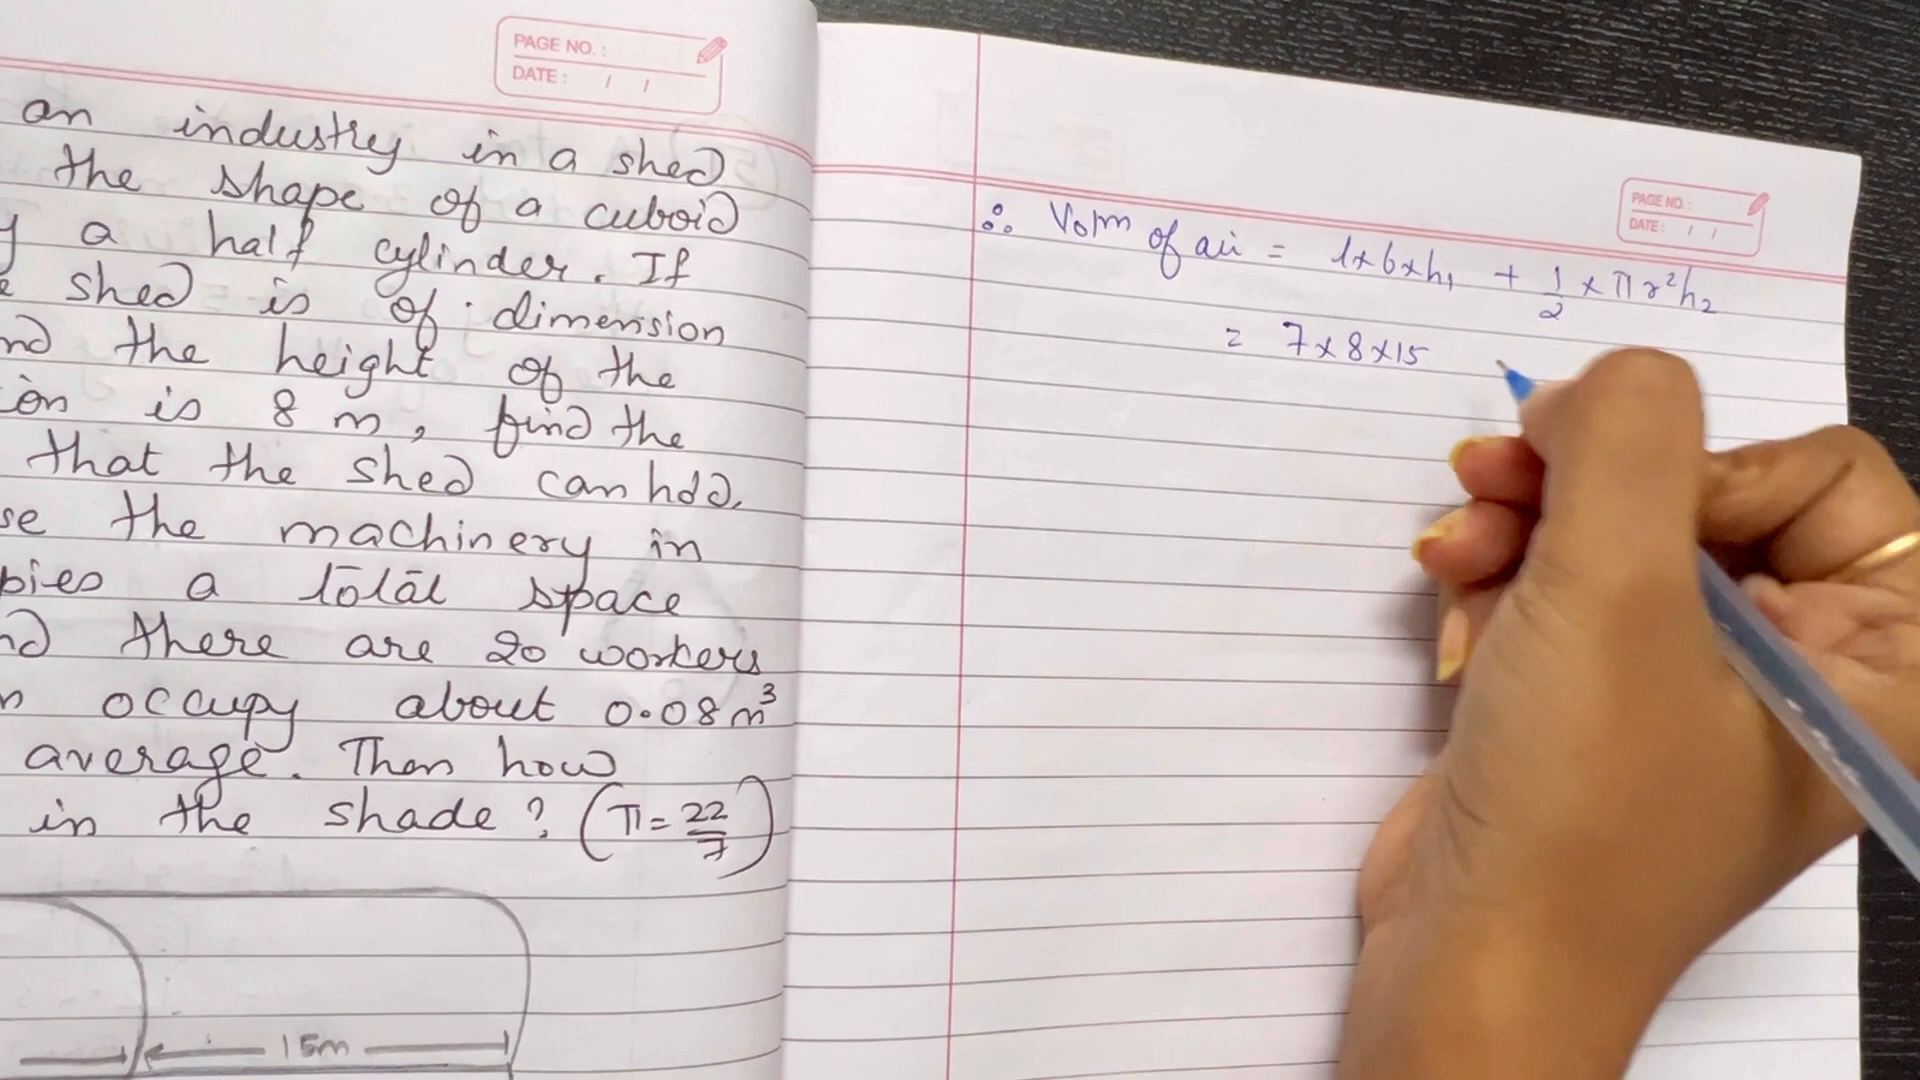 PAGE NO. :
DATE : / /
an industry in a shed
the shape of a cuboid
a half cylinder. If
shed is of dimension
the height of the
is 8 m, find the
that the shed can hdd.
the machinery in
a total space
there are 20 workers
occupy about 0.08 m³
average. Then how
in the shade? (π = 22/7)
15m
PAGE NO. :
DATE : / /
∴ Volm of air = l×b×h₁ + 1/2 × πr²h₂
= 7×8×15